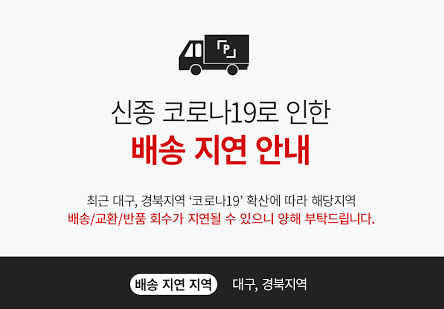 P
신종 코로나19로 인한
배송 지연 안내
최근 대구, 경북지역 ‘코로나19’ 확산에 따라 해당지역
배송/교환/반품 회수가 지연될 수 있으니 양해 부탁드립니다.
배송 지연 지역 대구, 경북지역